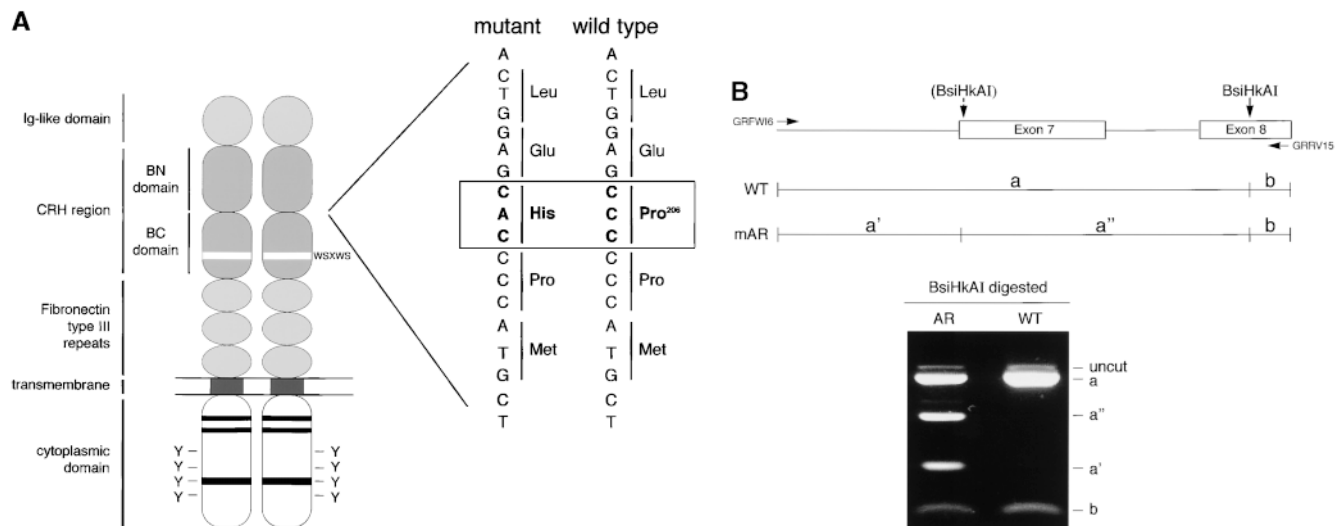 A
mutant
wild type
Ig-like domain
CRH region
BN
domain
BC
domain
WSXWS
Fibronectin
type III
repeats
transmembrane
cytoplasmic
domain
Y
Y
Y
Y
Y
Y
Y
Y
A
C
T
G
Leu
G
A
G
Glu
C
A
C
His
C
C
C
Pro
A
T
G
Met
C
T
A
C
T
G
Leu
G
A
G
Glu
C
C
C
Pro206
C
C
C
Pro
A
T
G
Met
C
T
B
(BsiHkAI)
BsiHkAI
GRFWI6
Exon 7
Exon 8
GRRV15
WT
a
b
mAR
a'
a''
b
BsiHkAI digested
AR
WT
uncut
a
a''
a'
b